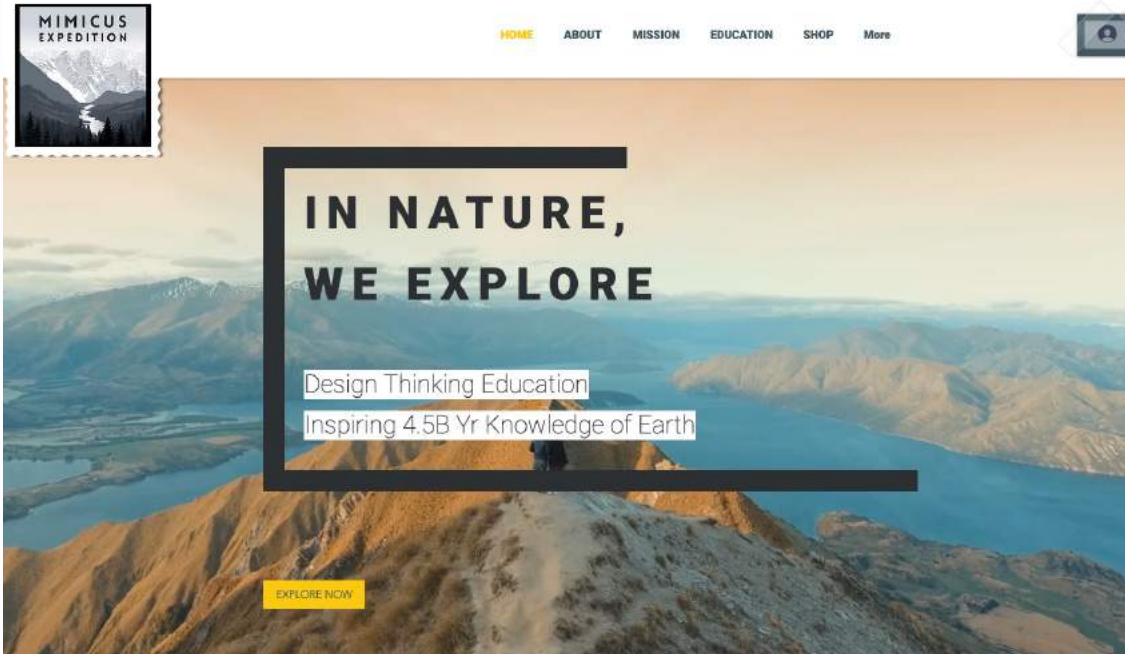 MIMICUS
EXPEDITION
HOME ABOUT MISSION EDUCATION SHOP More
IN NATURE,
WE EXPLORE
Design Thinking Education
Inspiring 4.5B Yr Knowledge of Earth
EXPLORE NOW